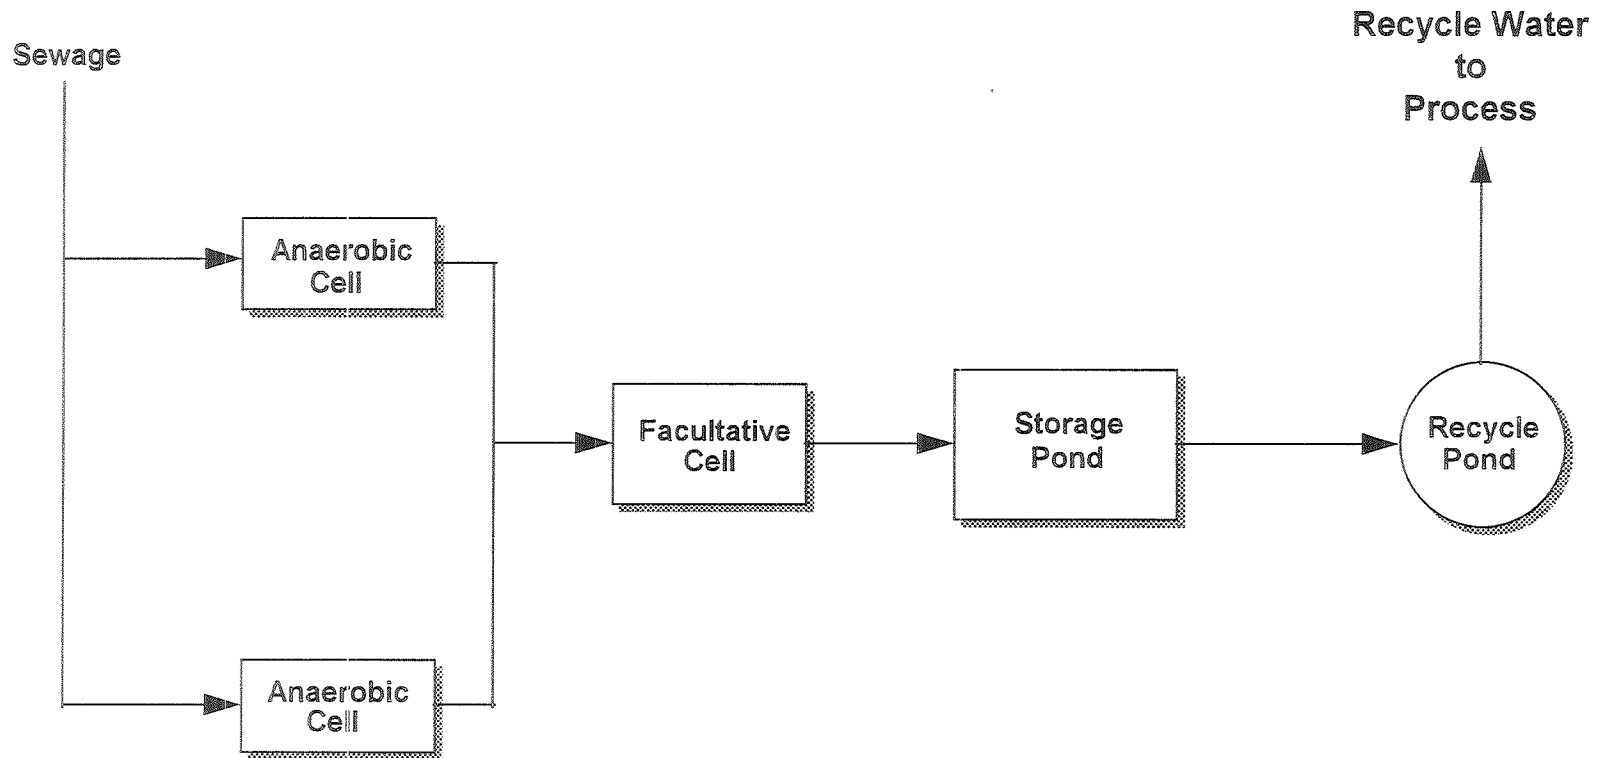 Recycle Water
to
Process
Sewage
Anaerobic
Cell
Facultative
Cell
Storage
Pond
Recycle
Pond
Anaerobic
Cell